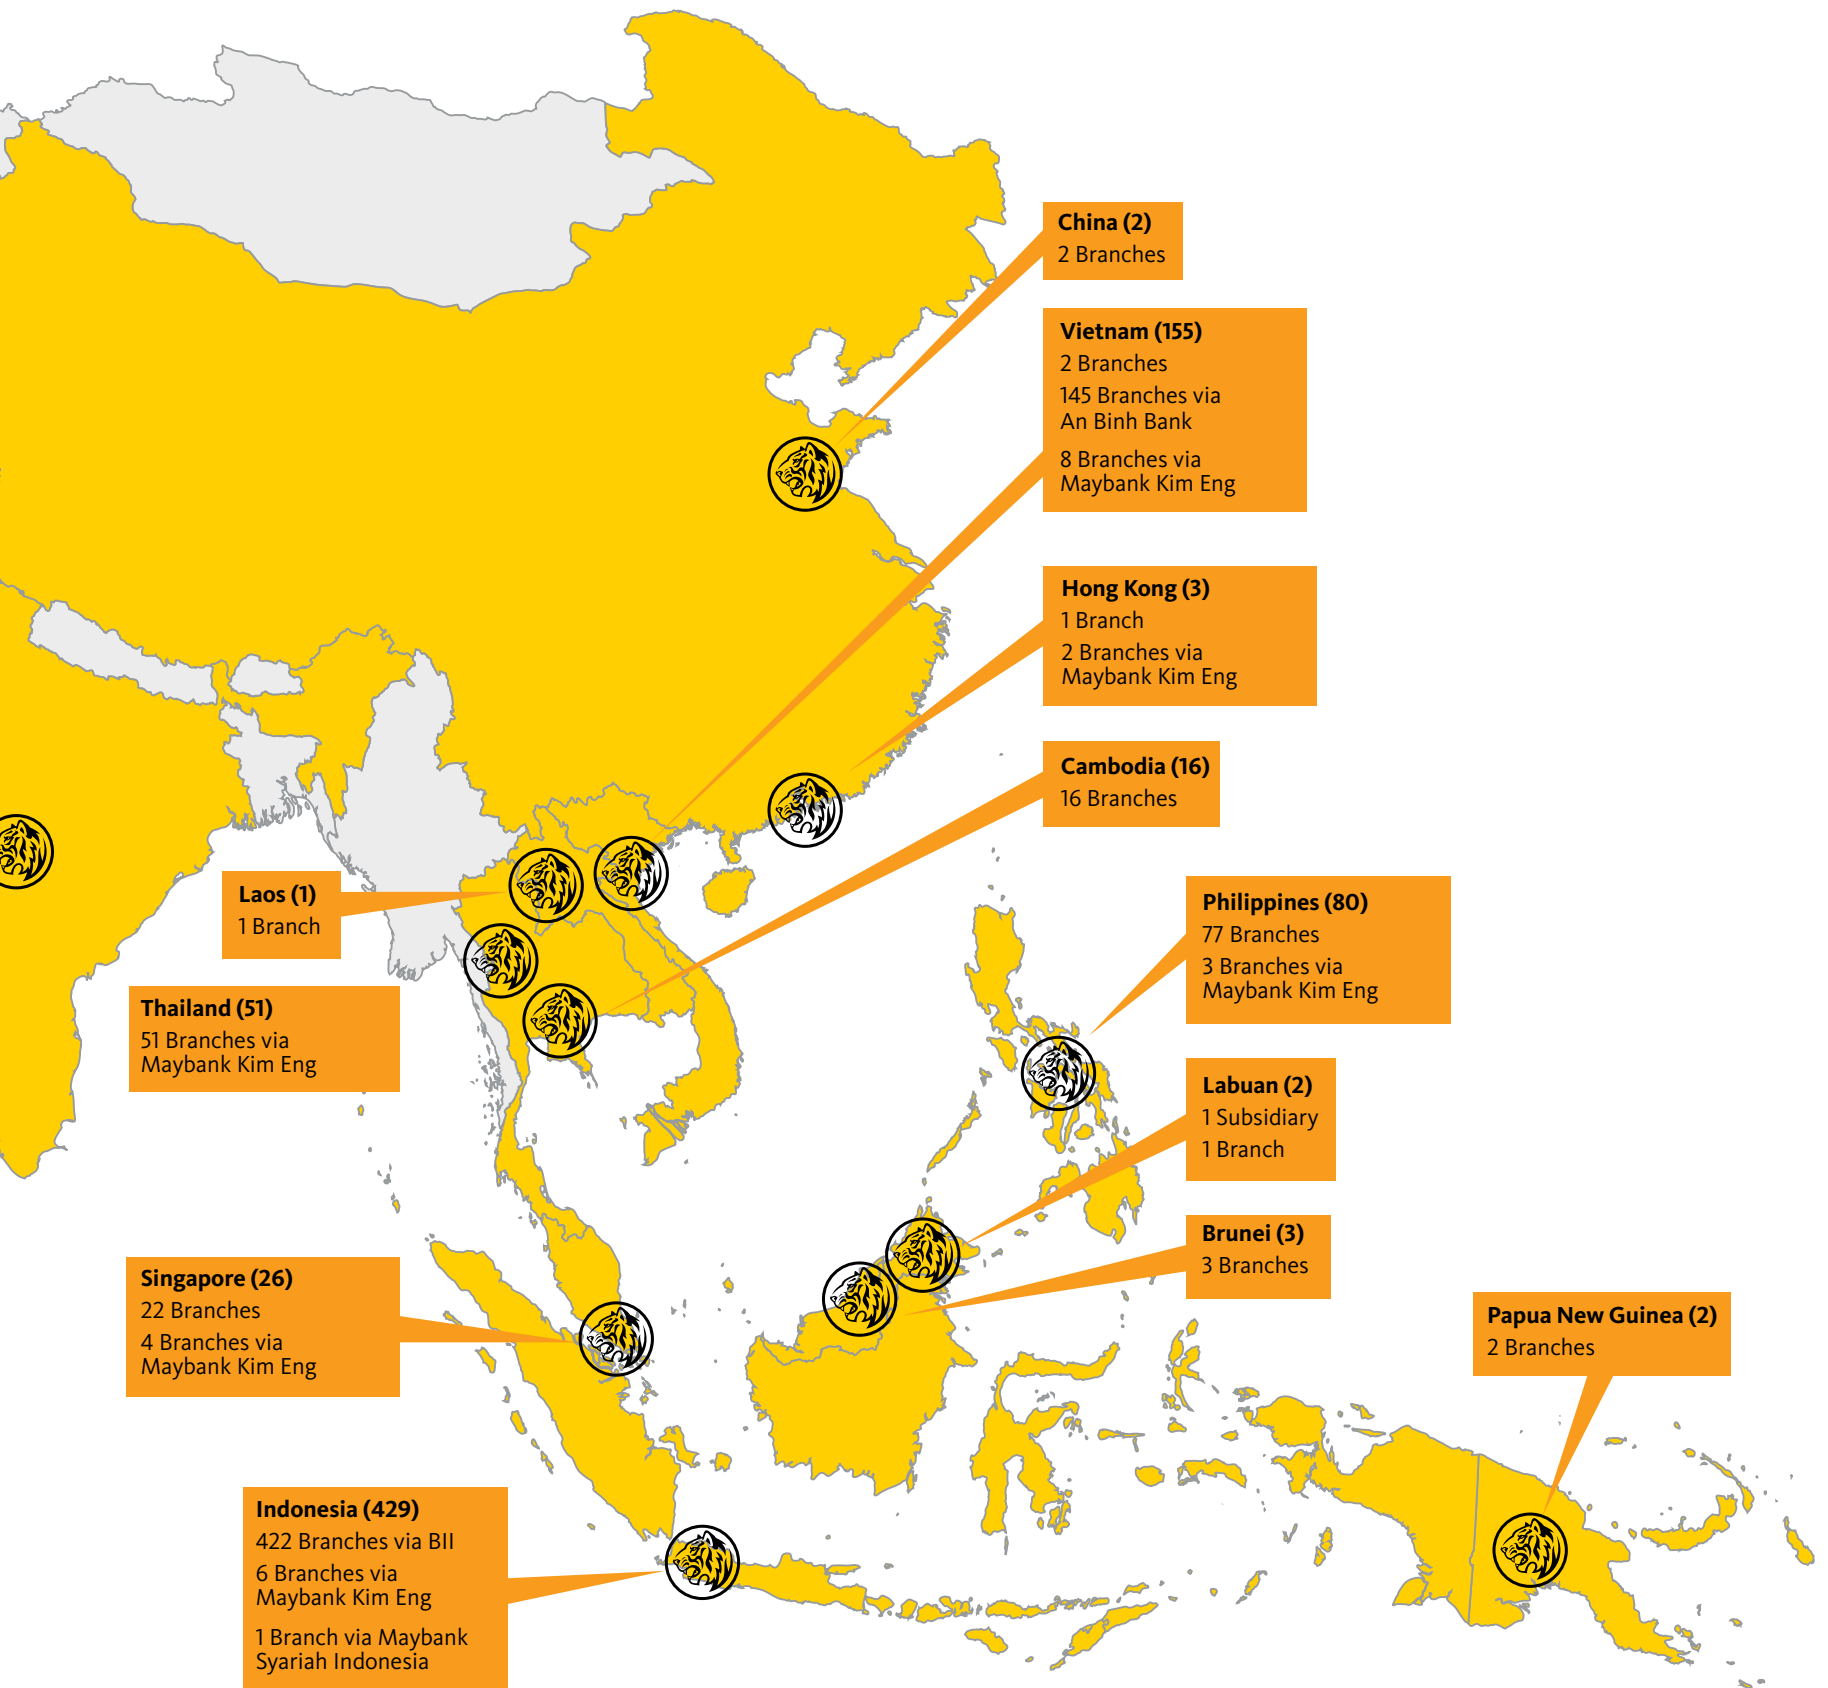 China (2)
2 Branches
Vietnam (155)
2 Branches
145 Branches via
An Binh Bank
8 Branches via
Maybank Kim Eng
Hong Kong (3)
1 Branch
2 Branches via
Maybank Kim Eng
Cambodia (16)
16 Branches
Laos (1)
1 Branch
Philippines (80)
77 Branches
3 Branches via
Maybank Kim Eng
Thailand (51)
51 Branches via
Maybank Kim Eng
Labuan (2)
1 Subsidiary
1 Branch
Brunei (3)
3 Branches
Singapore (26)
22 Branches
4 Branches via
Maybank Kim Eng
Papua New Guinea (2)
2 Branches
Indonesia (429)
422 Branches via BII
6 Branches via
Maybank Kim Eng
1 Branch via Maybank
Syariah Indonesia